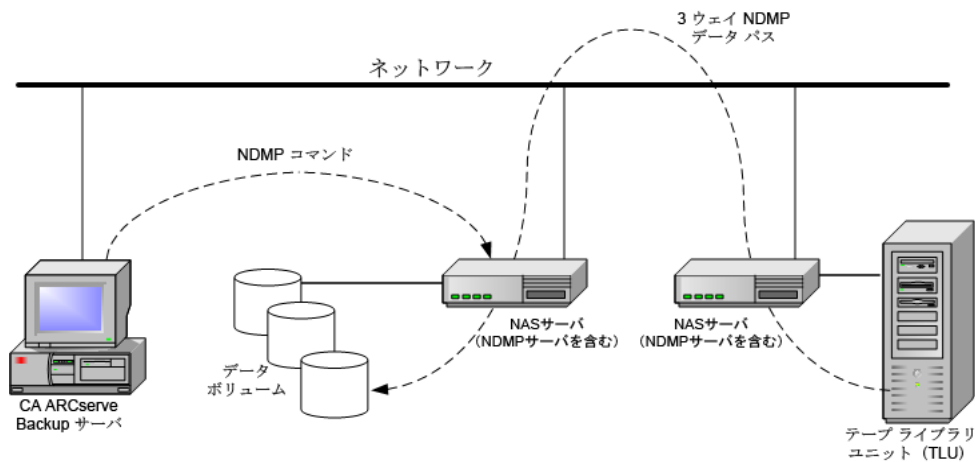 3 ウェイ NDMP
データ パス
ネットワーク
NDMP コマンド
NASサーバ
(NDMPサーバを含む)
NASサーバ
(NDMPサーバを含む)
データ
ボリューム
CA ARCserve
Backup サーバ
テープ ライブラリ
ユニット (TLU)